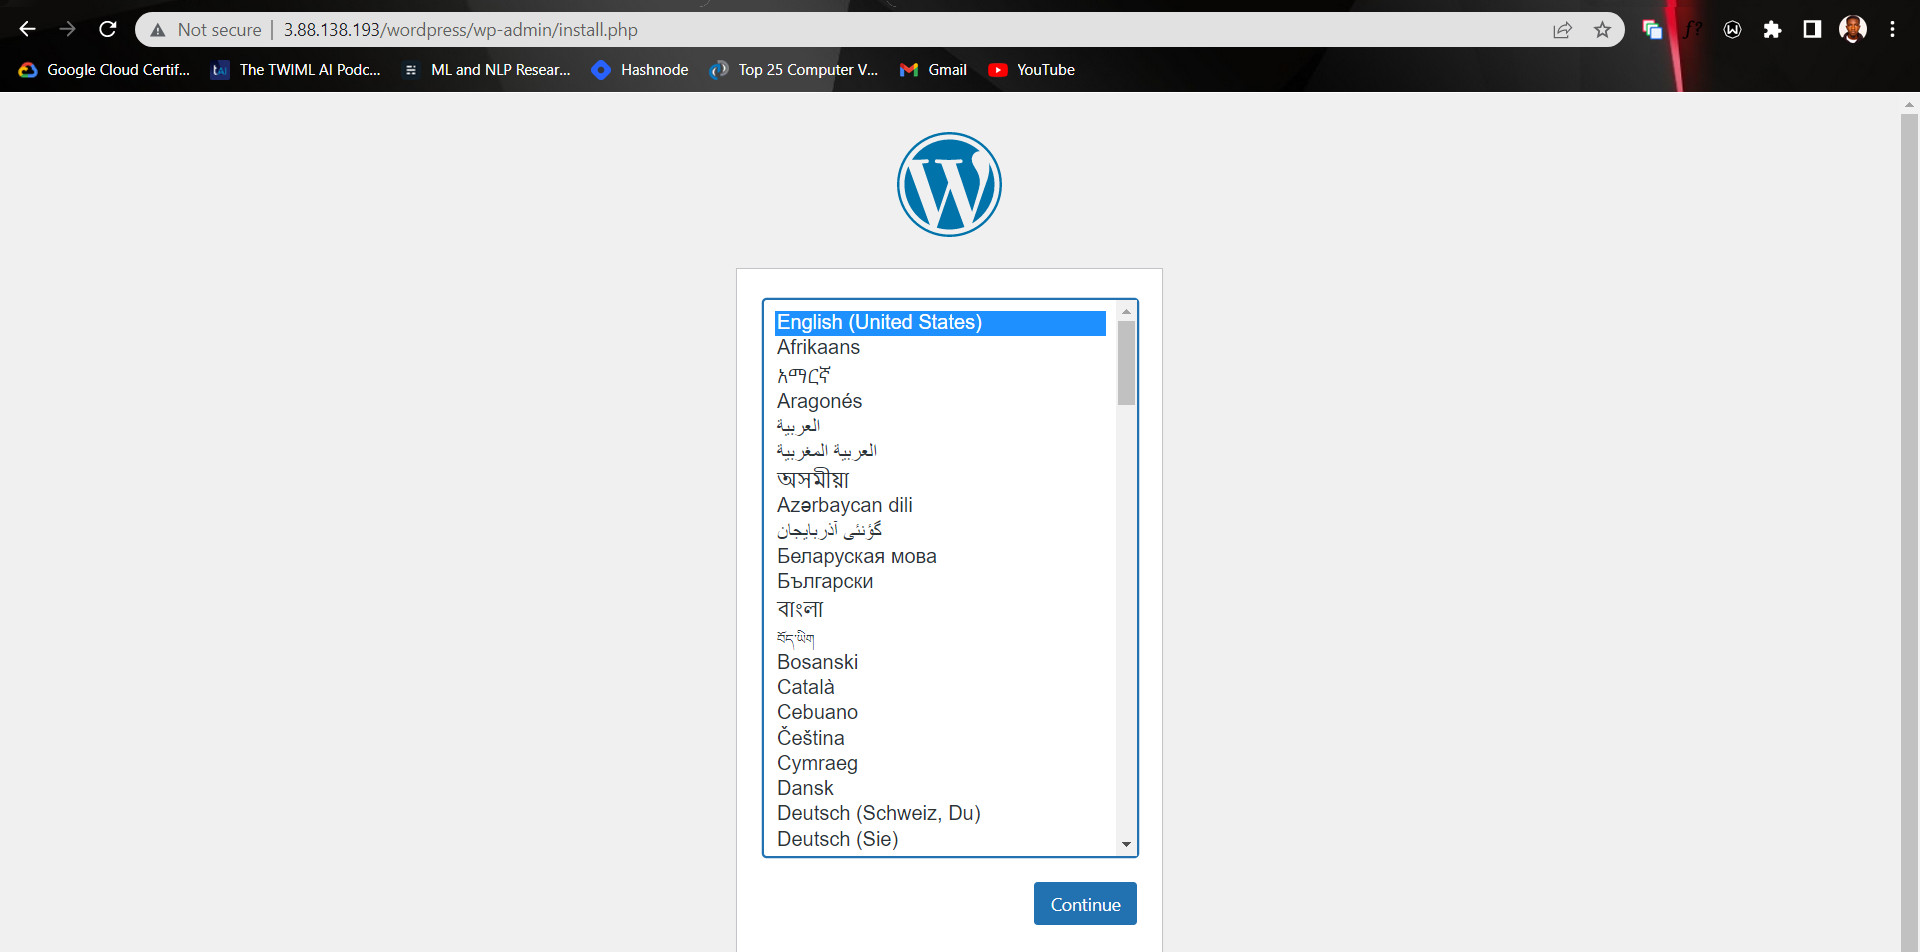 Not secure | 3.88.138.193/wordpress/wp-admin/install.php
Google Cloud Certif... The TWIML AI Podc... ML and NLP Resear... Hashnode Top 25 Computer V... Gmail YouTube
English (United States)
Afrikaans
አማርኛ
Aragonés
العربية
العربية المغربية
অসমীয়া
Azərbaycan dili
گؤنئی آذربایجان
Беларуская мова
Български
বাংলা
བོད་ཡིག
Bosanski
Català
Cebuano
Čeština
Cymraeg
Dansk
Deutsch (Schweiz, Du)
Deutsch (Sie)
Continue